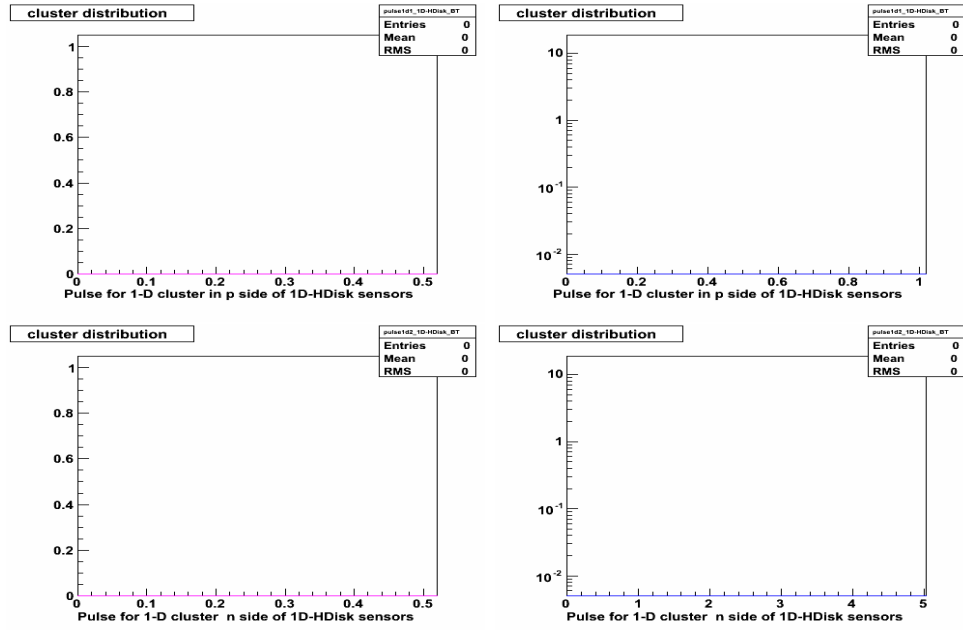 cluster distribution
pulse1d1_1D-HDisk_BT
Entries 0
Mean 0
RMS 0
1
0.8
0.6
0.4
0.2
0
0 0.1 0.2 0.3 0.4 0.5
Pulse for 1-D cluster in p side of 1D-HDisk sensors
cluster distribution
pulse1d1_1D-HDisk_BT
Entries 0
Mean 0
RMS 0
10
1
10⁻¹
10⁻²
0 0.2 0.4 0.6 0.8 1
Pulse for 1-D cluster in p side of 1D-HDisk sensors
cluster distribution
pulse1d2_1D-HDisk_BT
Entries 0
Mean 0
RMS 0
1
0.8
0.6
0.4
0.2
0
0 0.1 0.2 0.3 0.4 0.5
Pulse for 1-D cluster n side of 1D-HDisk sensors
cluster distribution
pulse1d2_1D-HDisk_BT
Entries 0
Mean 0
RMS 0
10
1
10⁻¹
10⁻²
0 1 2 3 4 5
Pulse for 1-D cluster n side of 1D-HDisk sensors